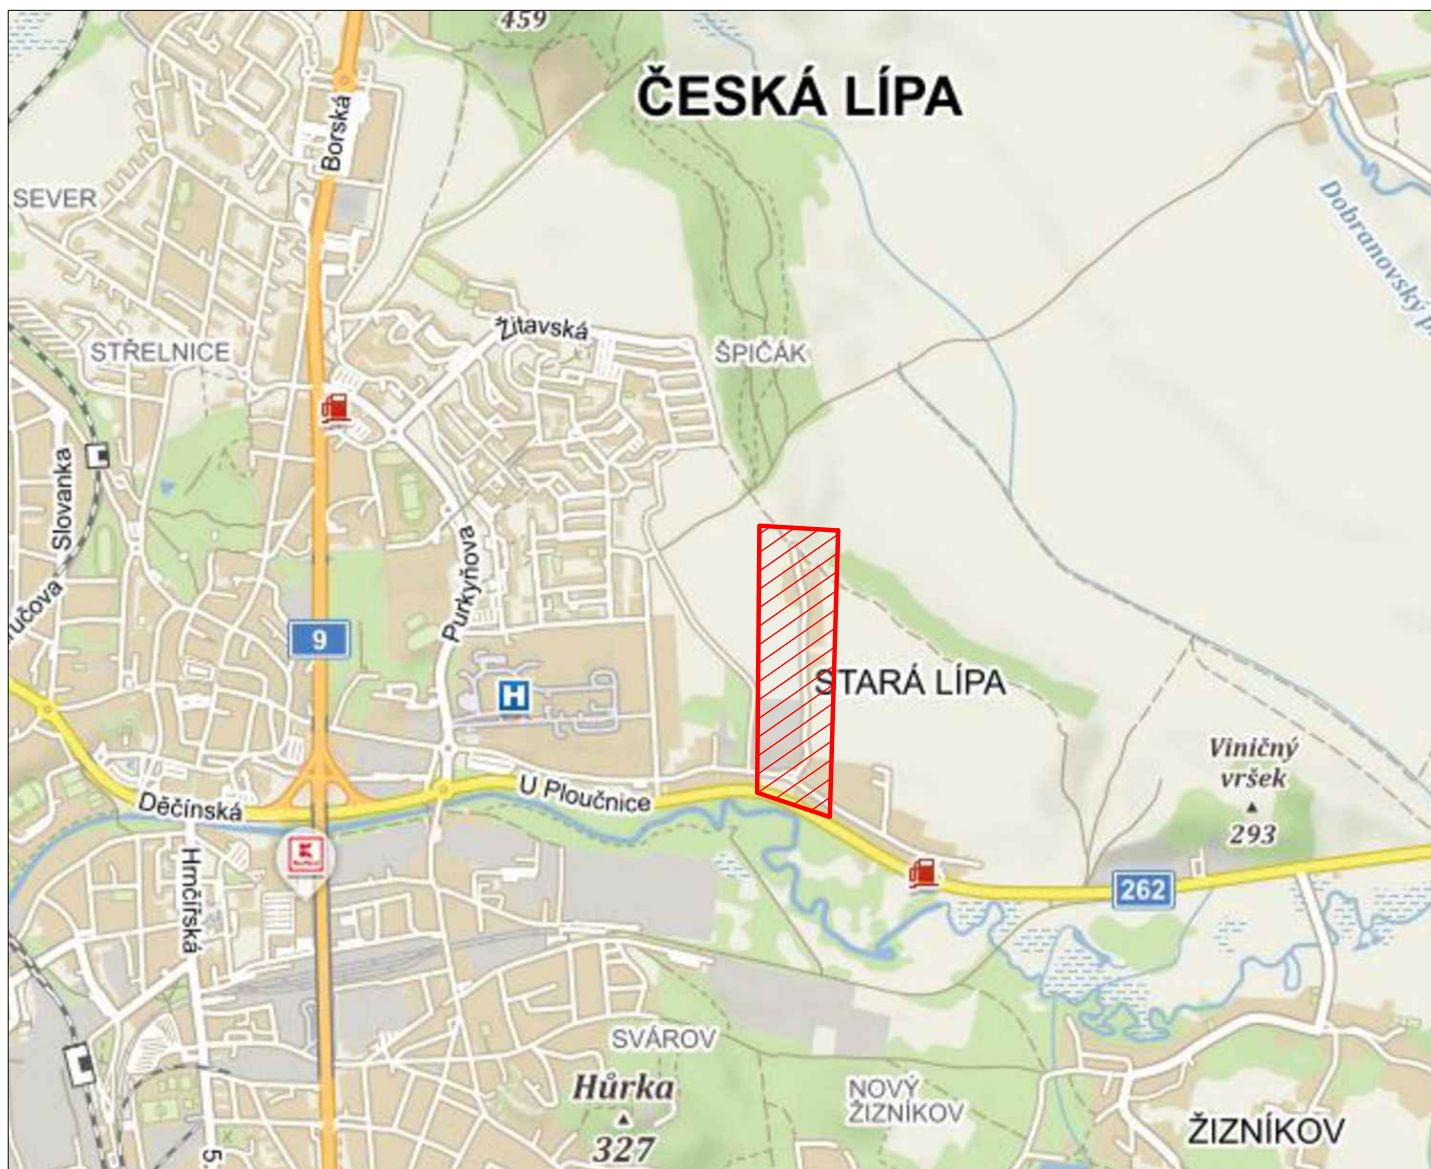 459
ČESKÁ LÍPA
Borská
SEVER
Dobranovský
Žitavská
STŘELNICE
ŠPIČÁK
Slovanka
Purkyňova
9
H
STARÁ LÍPA
Viničný
vršek
293
U Ploučnice
Děčínská
Hrnčířská
262
SVÁROV
Hůrka
327
NOVÝ
ŽIZNÍKOV
ŽIZNÍKOV
5.